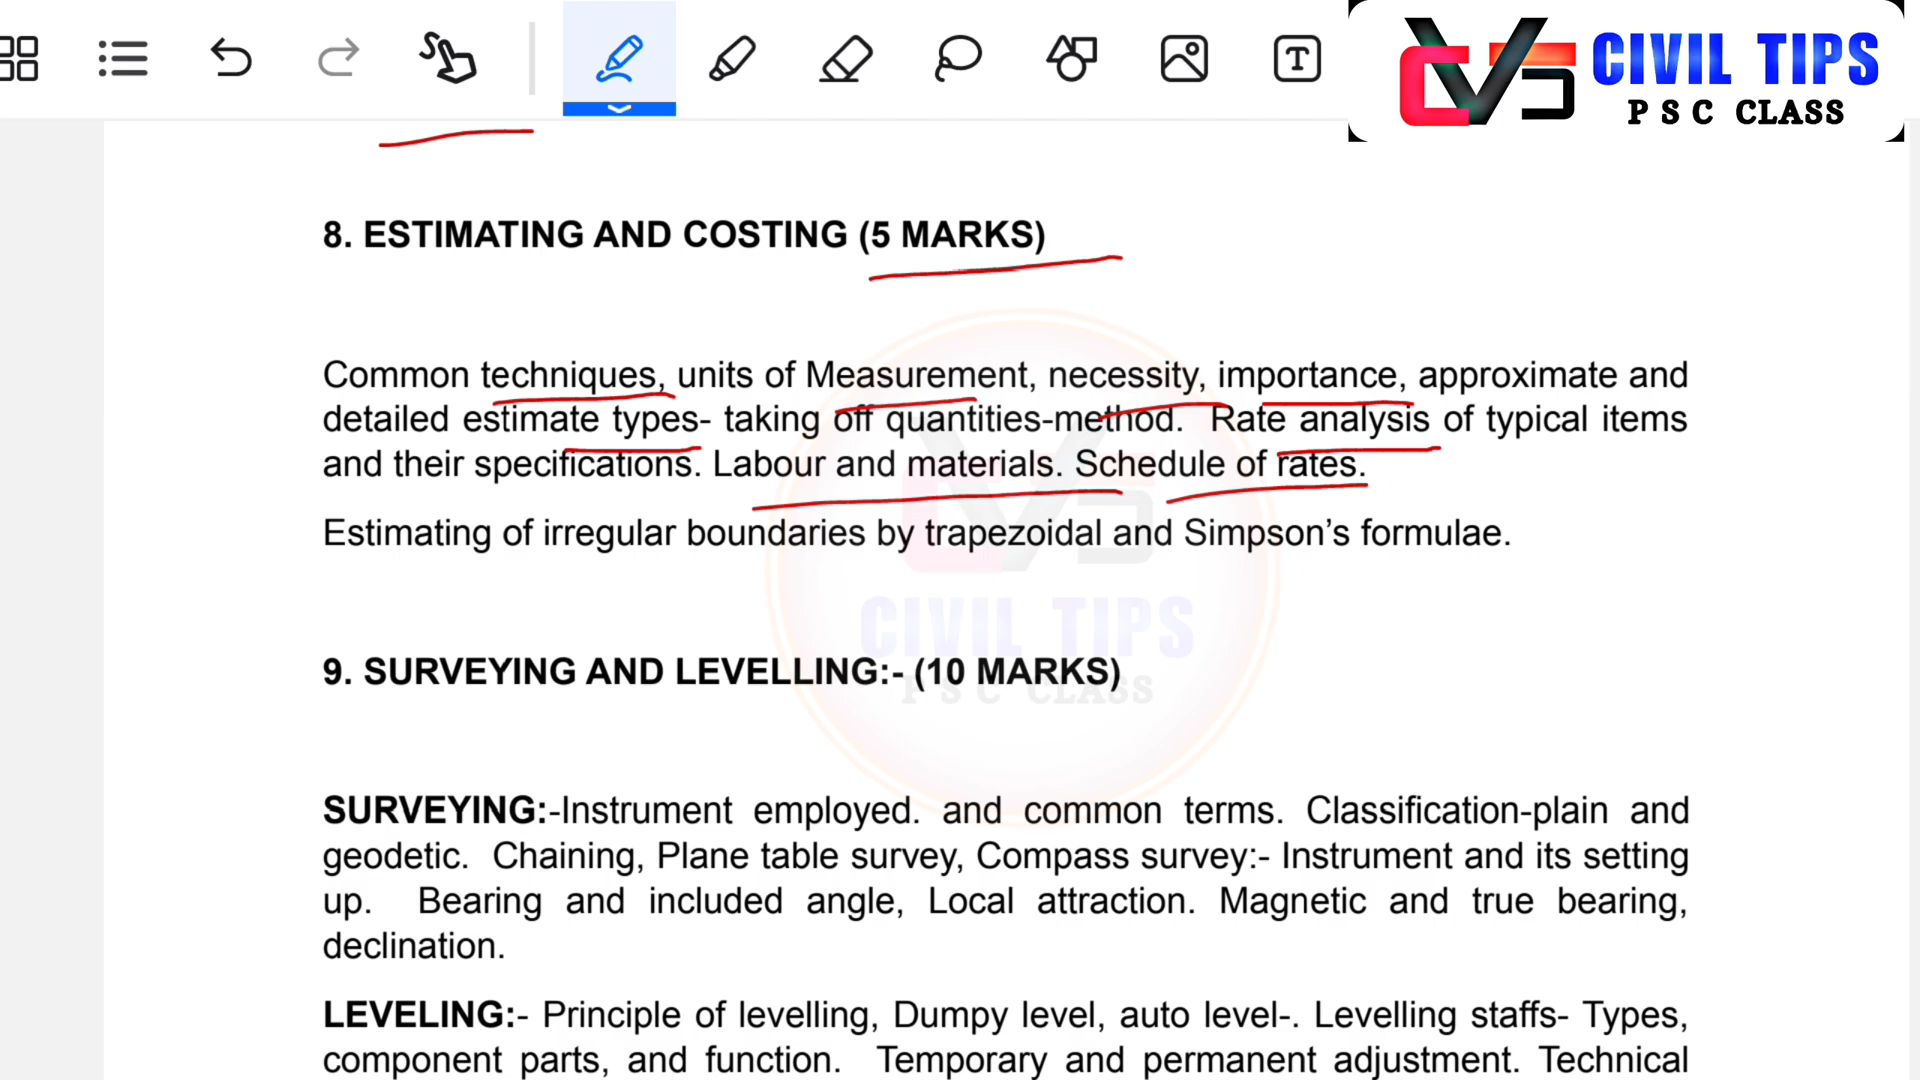 CIVIL TIPS
PSC CLASS
8. ESTIMATING AND COSTING (5 MARKS)
Common techniques, units of Measurement, necessity, importance, approximate and
detailed estimate types- taking off quantities-method. Rate analysis of typical items
and their specifications. Labour and materials. Schedule of rates.
Estimating of irregular boundaries by trapezoidal and Simpson’s formulae.
CIVIL TIPS
PSC CLASS
9. SURVEYING AND LEVELLING:- (10 MARKS)
SURVEYING:-Instrument employed. and common terms. Classification-plain and
geodetic. Chaining, Plane table survey, Compass survey:- Instrument and its setting
up. Bearing and included angle, Local attraction. Magnetic and true bearing,
declination.
LEVELING:- Principle of levelling, Dumpy level, auto level-. Levelling staffs- Types,
component parts, and function. Temporary and permanent adjustment. Technical